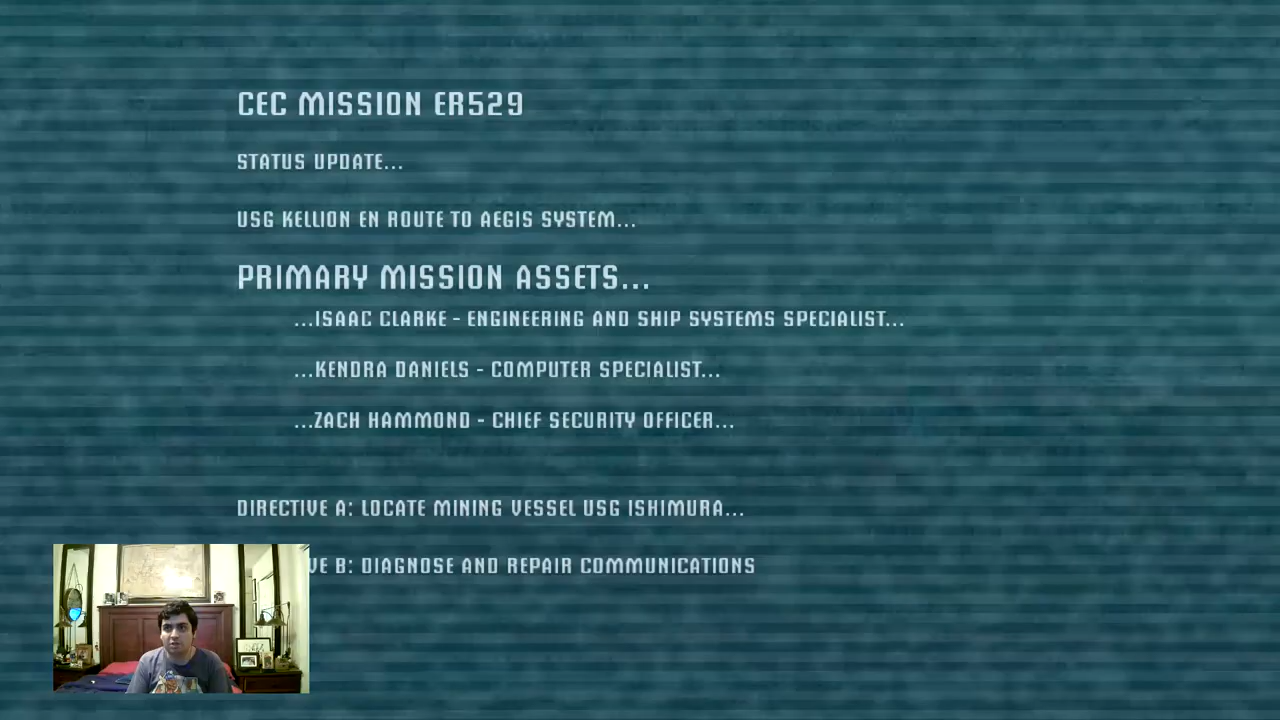 CEC MISSION ER529
STATUS UPDATE...
USG KELLION EN ROUTE TO AEGIS SYSTEM...
PRIMARY MISSION ASSETS...
...ISAAC CLARKE - ENGINEERING AND SHIP SYSTEMS SPECIALIST...
...KENDRA DANIELS - COMPUTER SPECIALIST...
...ZACH HAMMOND - CHIEF SECURITY OFFICER...
DIRECTIVE A: LOCATE MINING VESSEL USG ISHIMURA...
VE B: DIAGNOSE AND REPAIR COMMUNICATIONS